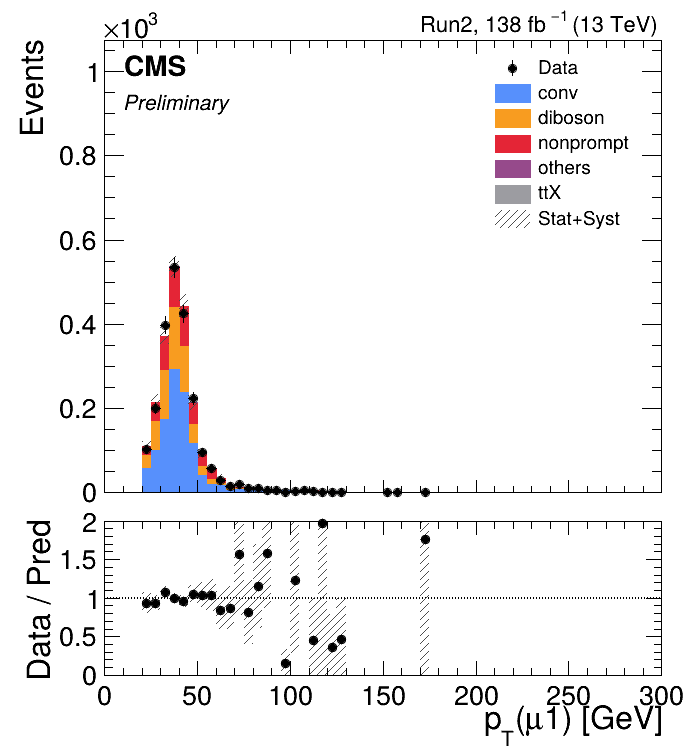 ×10³
Run2, 138 fb⁻¹ (13 TeV)
Events
1
0.8
0.6
0.4
0.2
0
CMS
Preliminary
Data
conv
diboson
nonprompt
others
ttX
Stat+Syst
Data / Pred
2
1.5
1
0.5
0
0 50 100 150 200 250 300
p_T(μ1) [GeV]